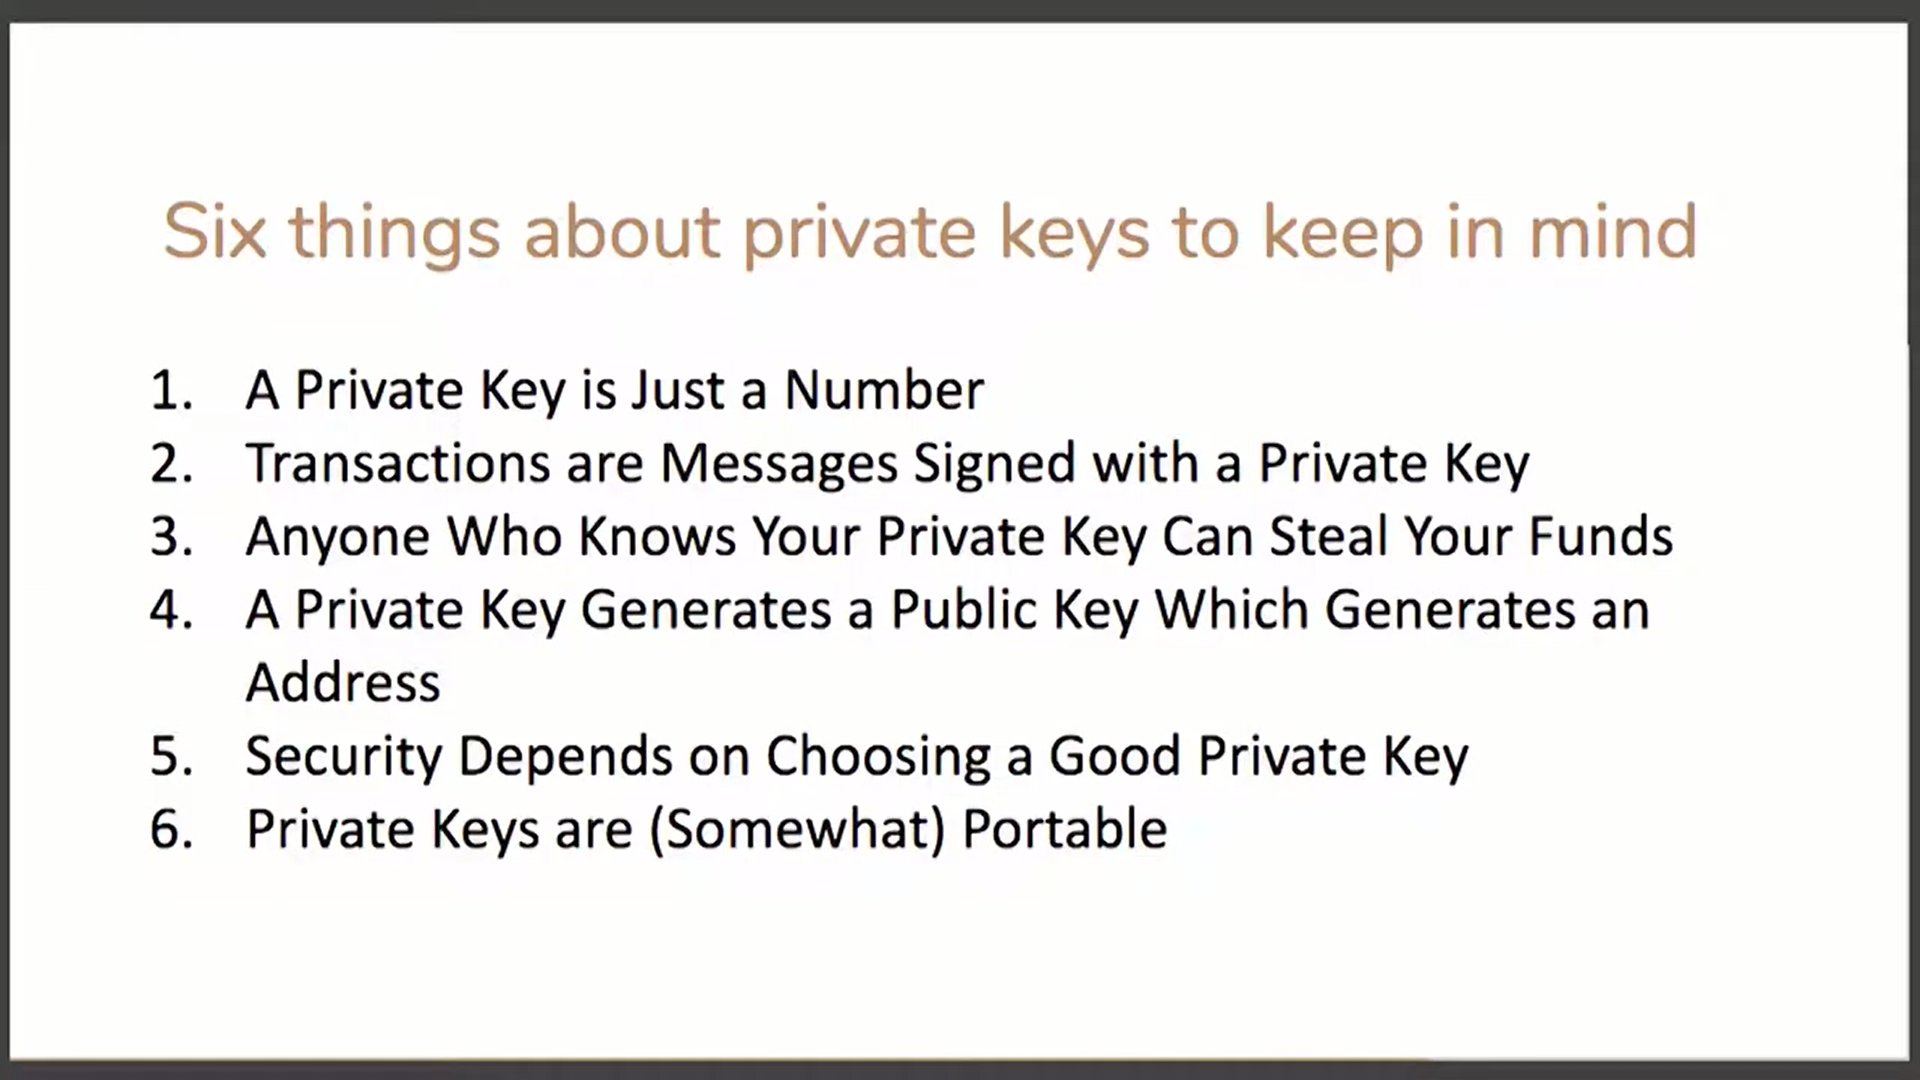 Six things about private keys to keep in mind
1. A Private Key is Just a Number
2. Transactions are Messages Signed with a Private Key
3. Anyone Who Knows Your Private Key Can Steal Your Funds
4. A Private Key Generates a Public Key Which Generates an
Address
5. Security Depends on Choosing a Good Private Key
6. Private Keys are (Somewhat) Portable